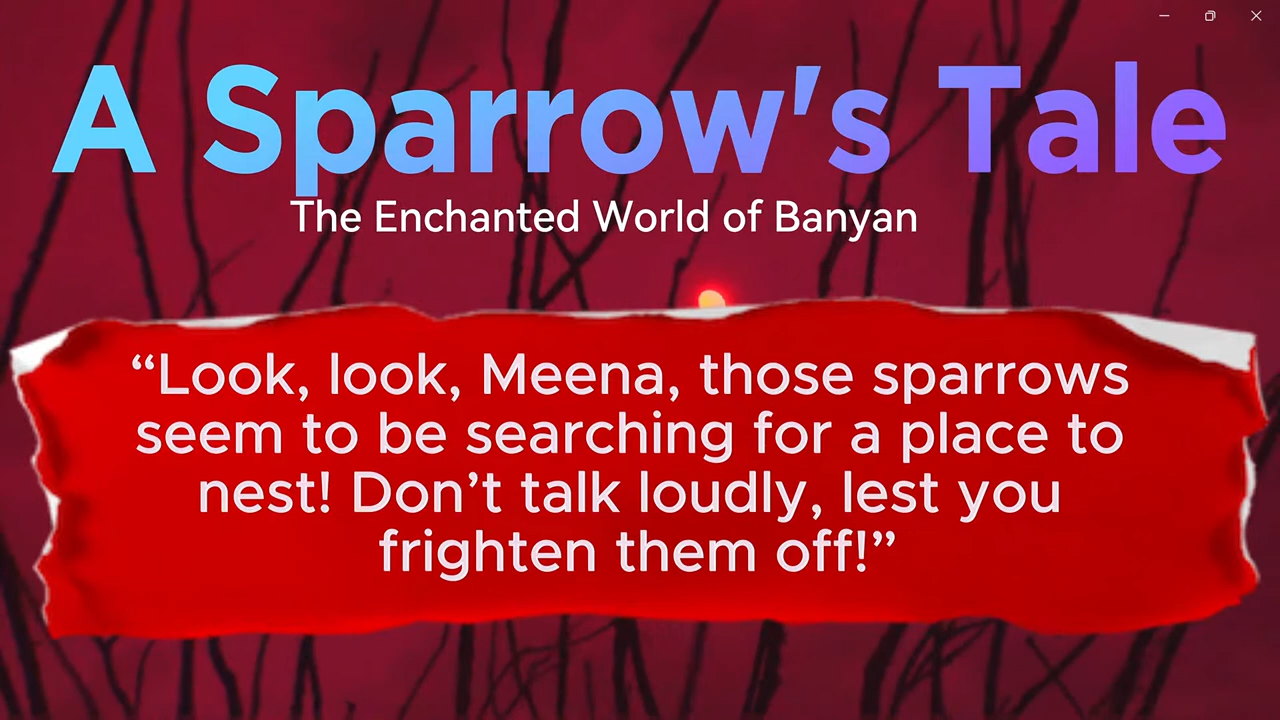 A Sparrow's Tale
The Enchanted World of Banyan
“Look, look, Meena, those sparrows
seem to be searching for a place to
nest! Don’t talk loudly, lest you
frighten them off!”